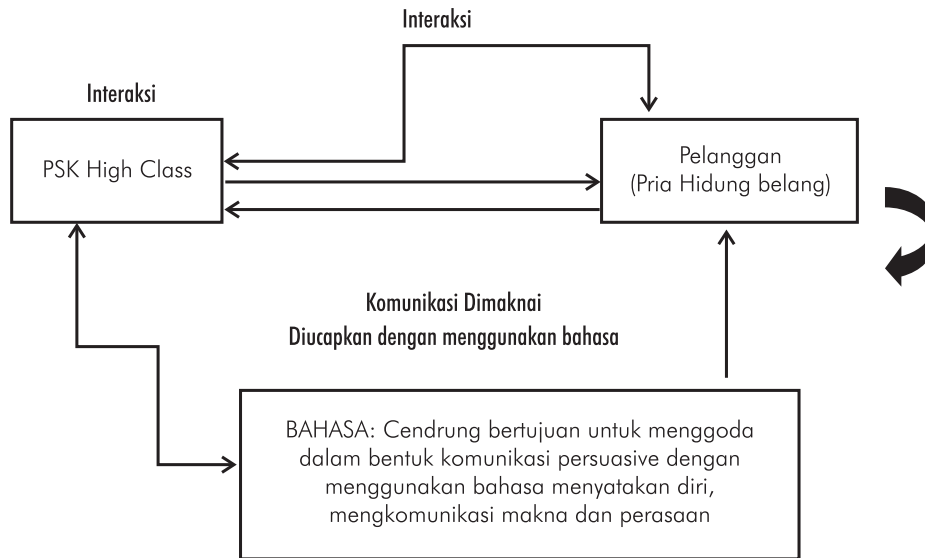 Interaksi
Interaksi
PSK High Class
Pelanggan
(Pria Hidung belang)
Komunikasi Dimaknai
Diucapkan dengan menggunakan bahasa
BAHASA: Cendrung bertujuan untuk menggoda
dalam bentuk komunikasi persuasive dengan
menggunakan bahasa menyatakan diri,
mengkomunikasi makna dan perasaan